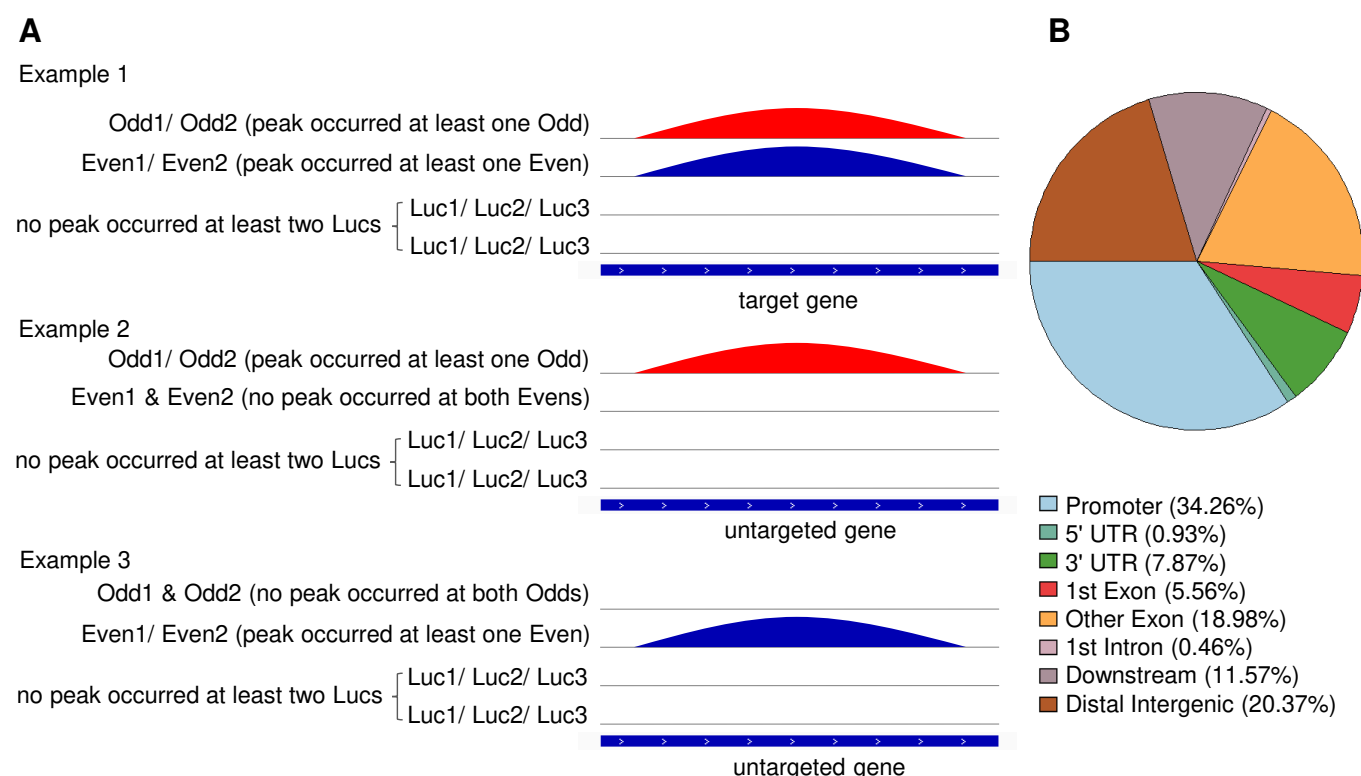 A
Example 1
Odd1/ Odd2 (peak occurred at least one Odd)
Even1/ Even2 (peak occurred at least one Even)
no peak occurred at least two Lucs
Luc1/ Luc2/ Luc3
Luc1/ Luc2/ Luc3
target gene
Example 2
Odd1/ Odd2 (peak occurred at least one Odd)
Even1 & Even2 (no peak occurred at both Evens)
no peak occurred at least two Lucs
Luc1/ Luc2/ Luc3
Luc1/ Luc2/ Luc3
untargeted gene
Example 3
Odd1 & Odd2 (no peak occurred at both Odds)
Even1/ Even2 (peak occurred at least one Even)
no peak occurred at least two Lucs
Luc1/ Luc2/ Luc3
Luc1/ Luc2/ Luc3
untargeted gene
B
Promoter (34.26%)
5' UTR (0.93%)
3' UTR (7.87%)
1st Exon (5.56%)
Other Exon (18.98%)
1st Intron (0.46%)
Downstream (11.57%)
Distal Intergenic (20.37%)